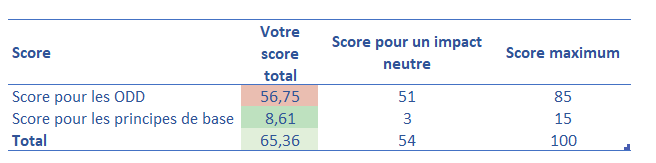 Score Votre score total Score pour un impact neutre Score maximum
Score pour les ODD 56,75 51 85
Score pour les principes de base 8,61 3 15
Total 65,36 54 100